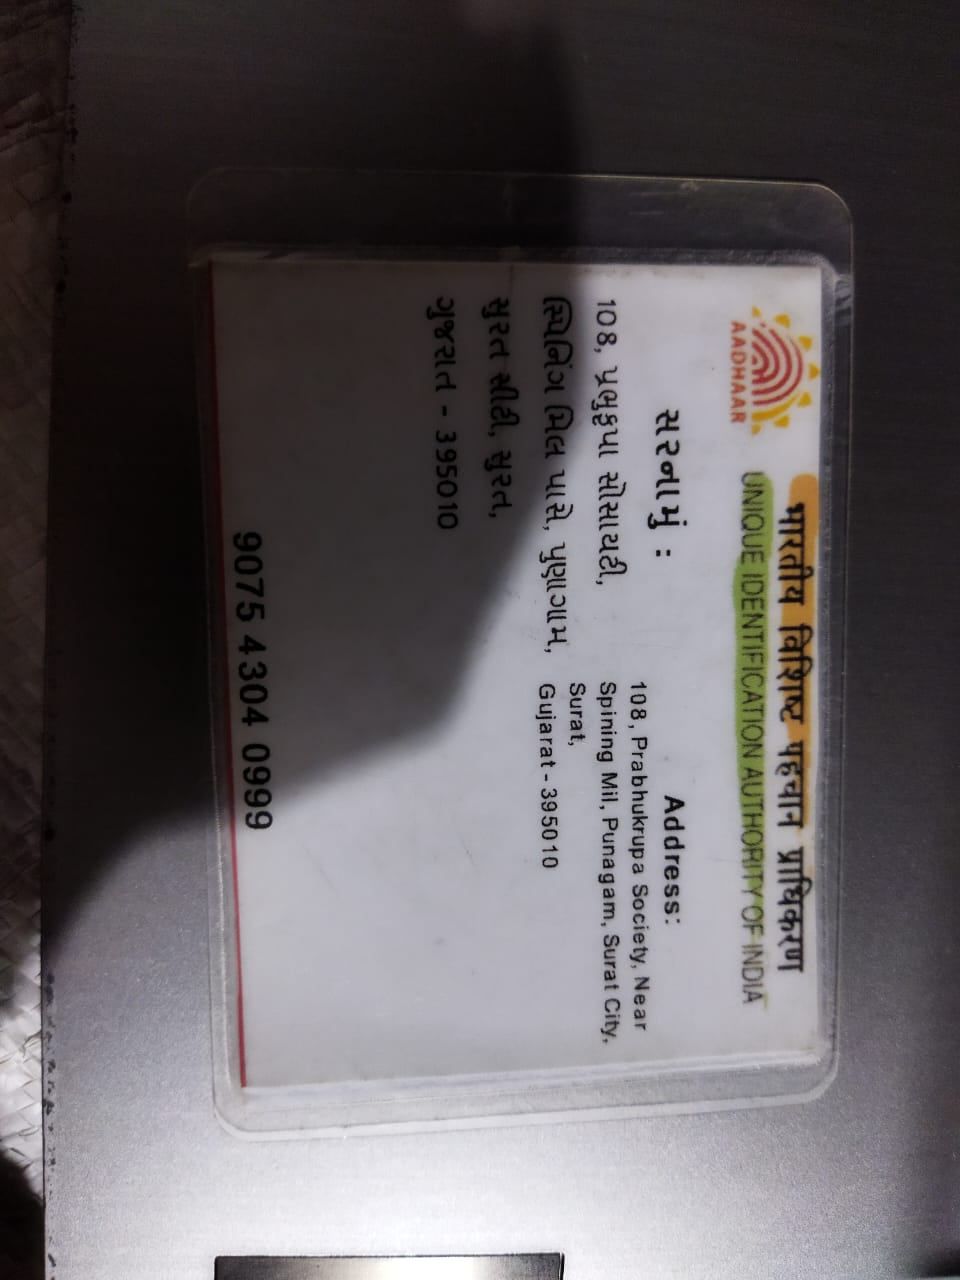 AADHAAR
भारतीय विशिष्ट पहचान प्राधिकरण
UNIQUE IDENTIFICATION AUTHORITY OF INDIA
સરનામું :
108, પ્રભુકૃપા સોસાયટી,
સ્પિનિંગ મિલ પાસે, પુણાગામ,
સુરત સીટી, સુરત,
ગુજરાત - 395010
Address:
108, Prabhukrupa Society, Near
Spining Mil, Punagam, Surat City,
Surat,
Gujarat - 395010
9075 4304 0999